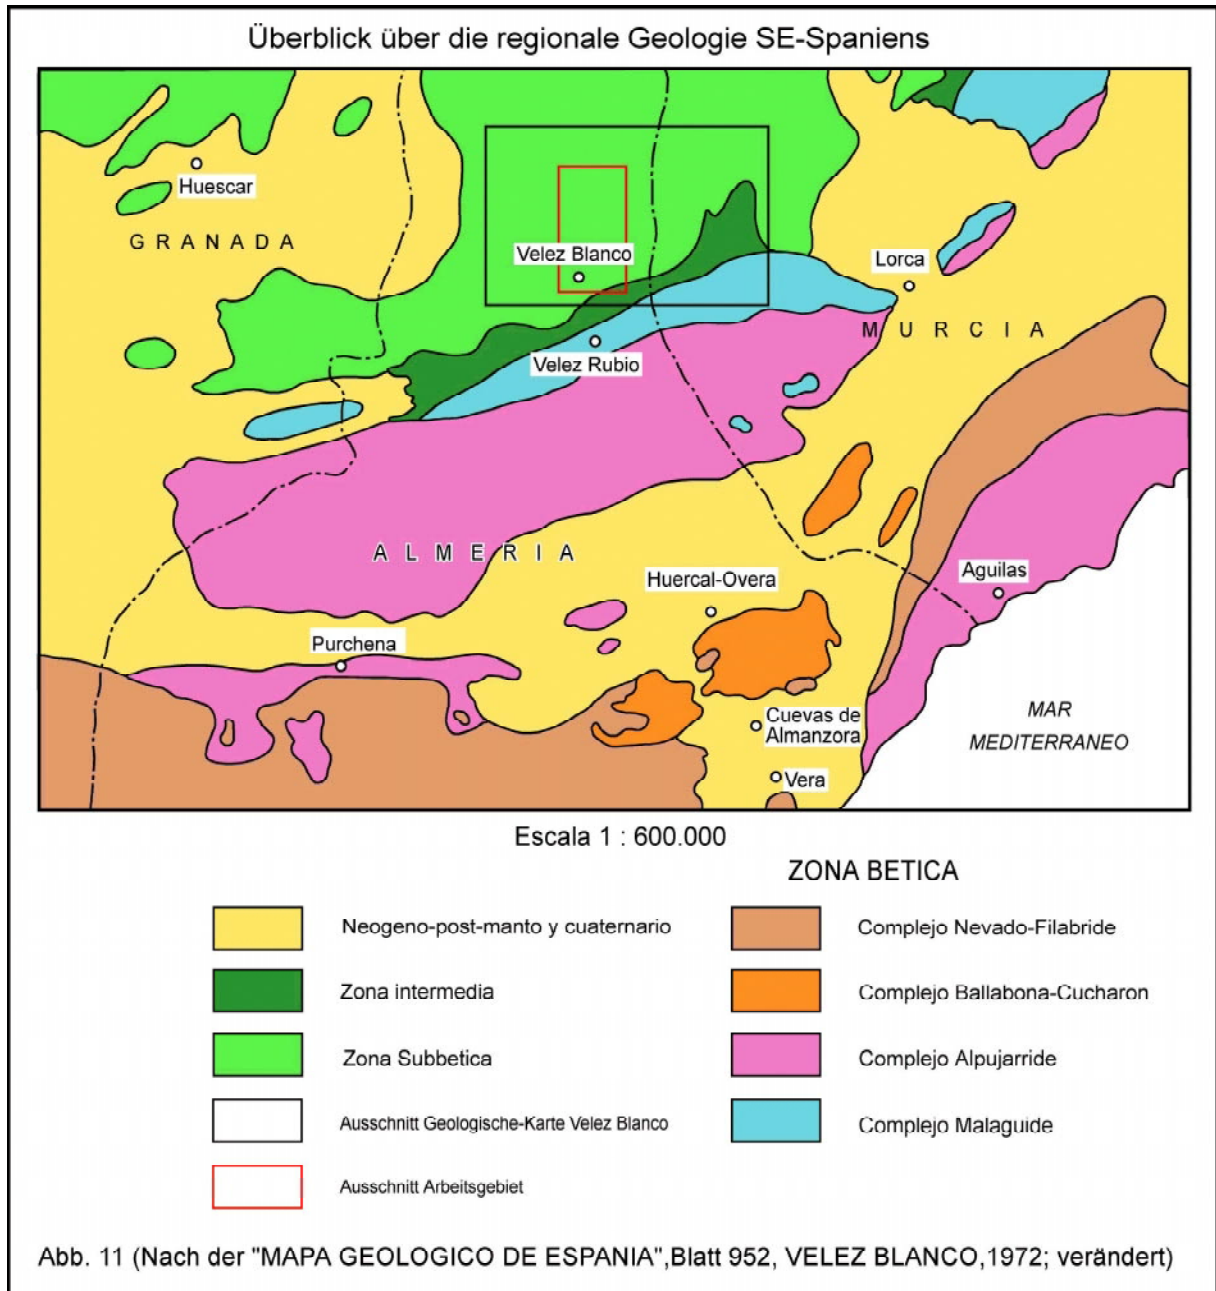 Überblick über die regionale Geologie SE-Spaniens
Huescar
GRANADA
Velez Blanco
Lorca
MURCIA
Velez Rubio
ALMERIA
Huercal-Overa
Aguilas
Purchena
Cuevas de
Almanzora
MAR
MEDITERRANEO
Vera
Escala 1 : 600.000
ZONA BETICA
Neogeno-post-manto y cuaternario
Complejo Nevado-Filabride
Zona intermedia
Complejo Ballabona-Cucharon
Zona Subbetica
Complejo Alpujarride
Ausschnitt Geologische-Karte Velez Blanco
Complejo Malaguide
Ausschnitt Arbeitsgebiet
Abb. 11 (Nach der "MAPA GEOLOGICO DE ESPANIA",Blatt 952, VELEZ BLANCO,1972; verändert)